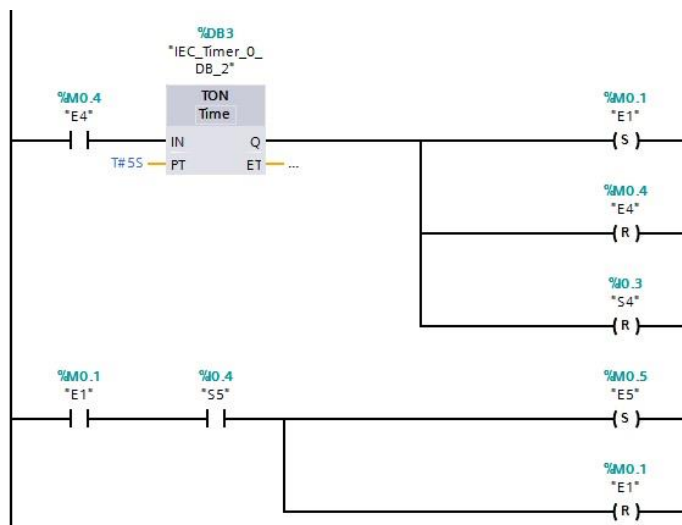 %DB3
"IEC_Timer_0_
DB_2"
%M0.4
"E4"
TON
Time
IN Q
T#5S PT ET ...
%M0.1
"E1"
S
%M0.4
"E4"
R
%I0.3
"S4"
R
%M0.1 %I0.4 %M0.5
"E1" "S5" "E5"
S
%M0.1
"E1"
R